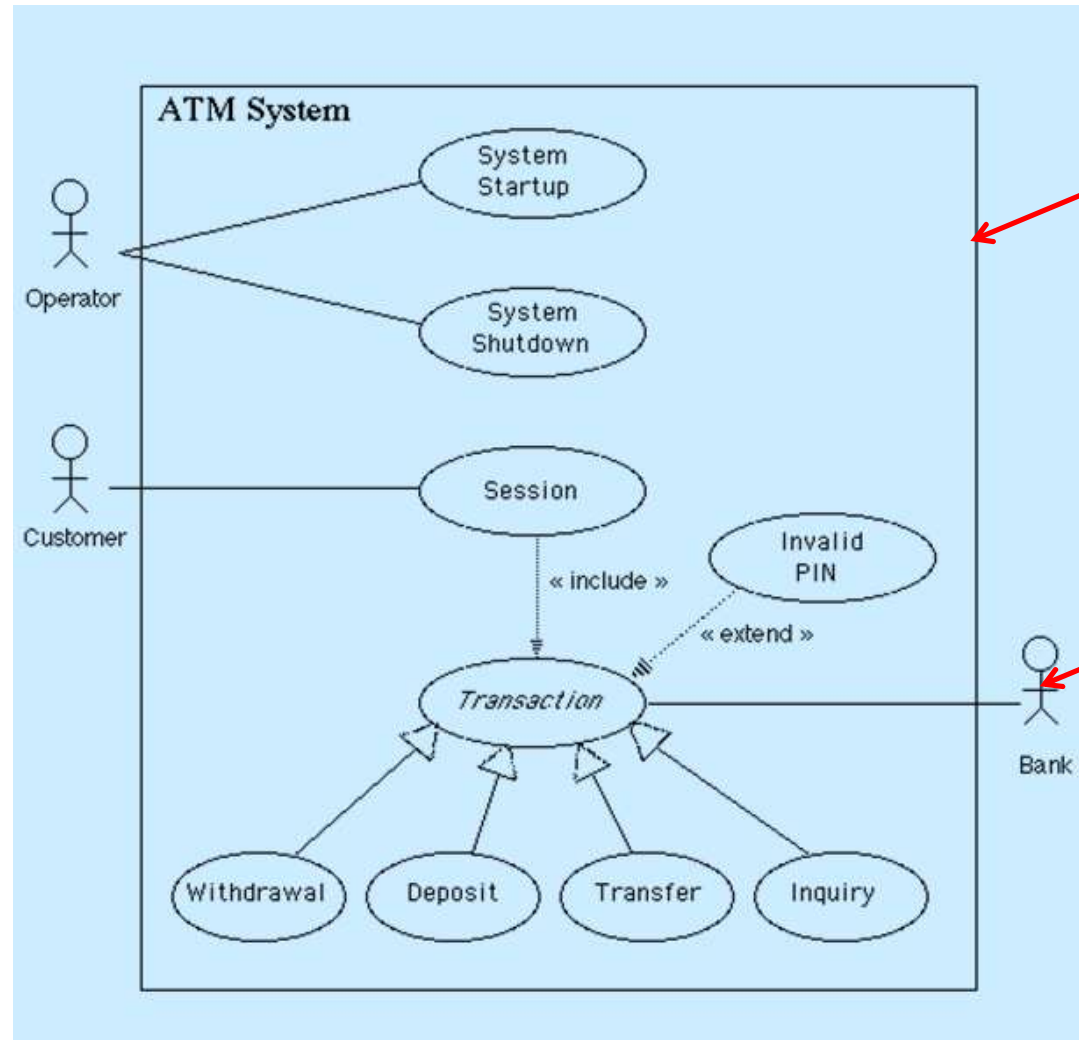 ATM System
System
Startup
Operator
System
Shutdown
Customer
Session
Invalid
PIN
« include »
« extend »
Transaction
Bank
Withdrawal
Deposit
Transfer
Inquiry